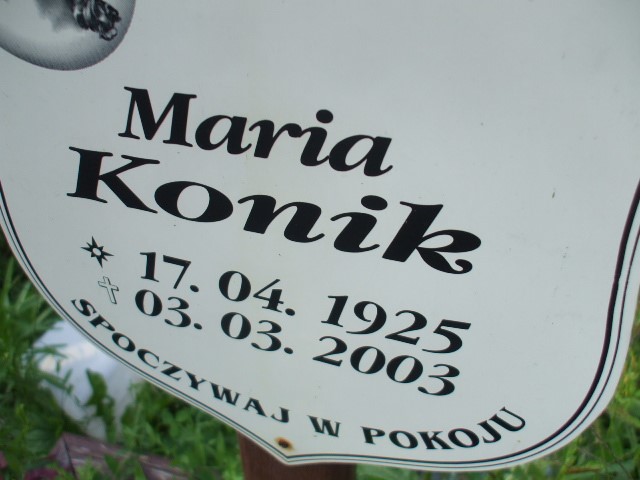 Maria
Konik
17. 04. 1925
03. 03. 2003
SPOCZYWAJ W POKOJU